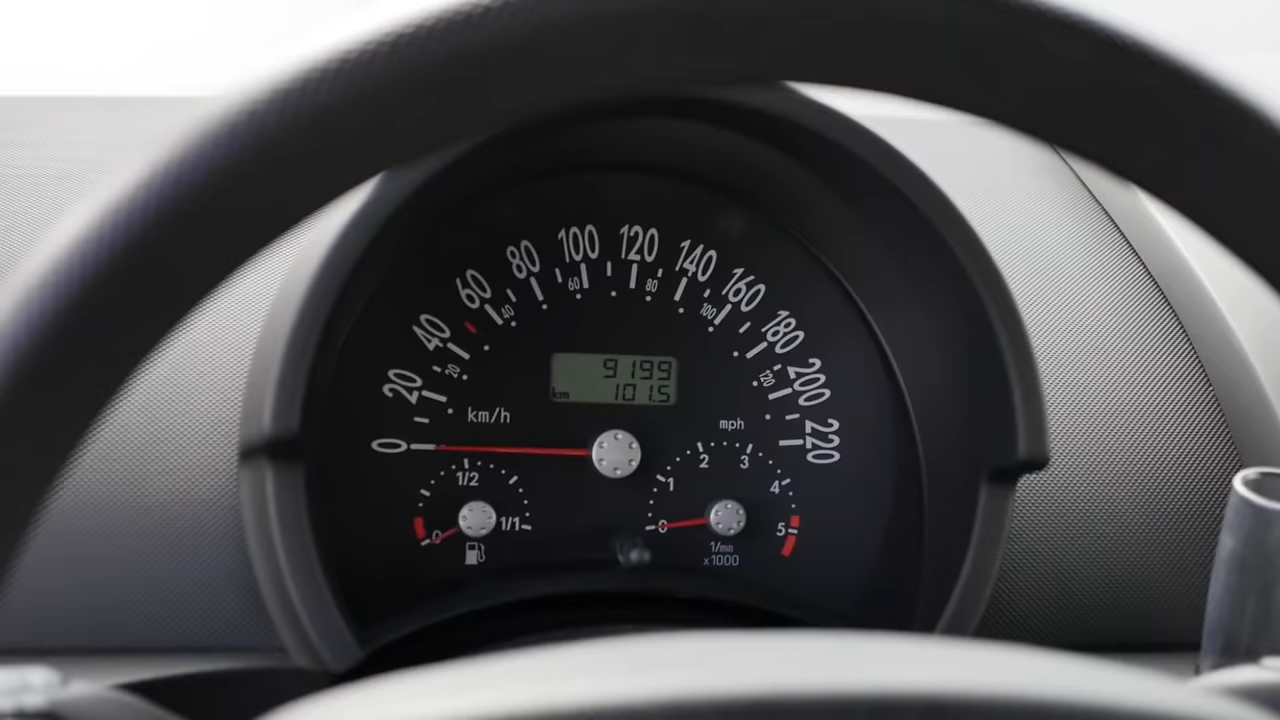 0 20 40 60 80 100 120 140 160 180 200 220
20 40 60 80 100 120
9199
km 101.5
km/h
mph
0 1/2 1/1
0 1 2 3 4 5
1/min
x1000